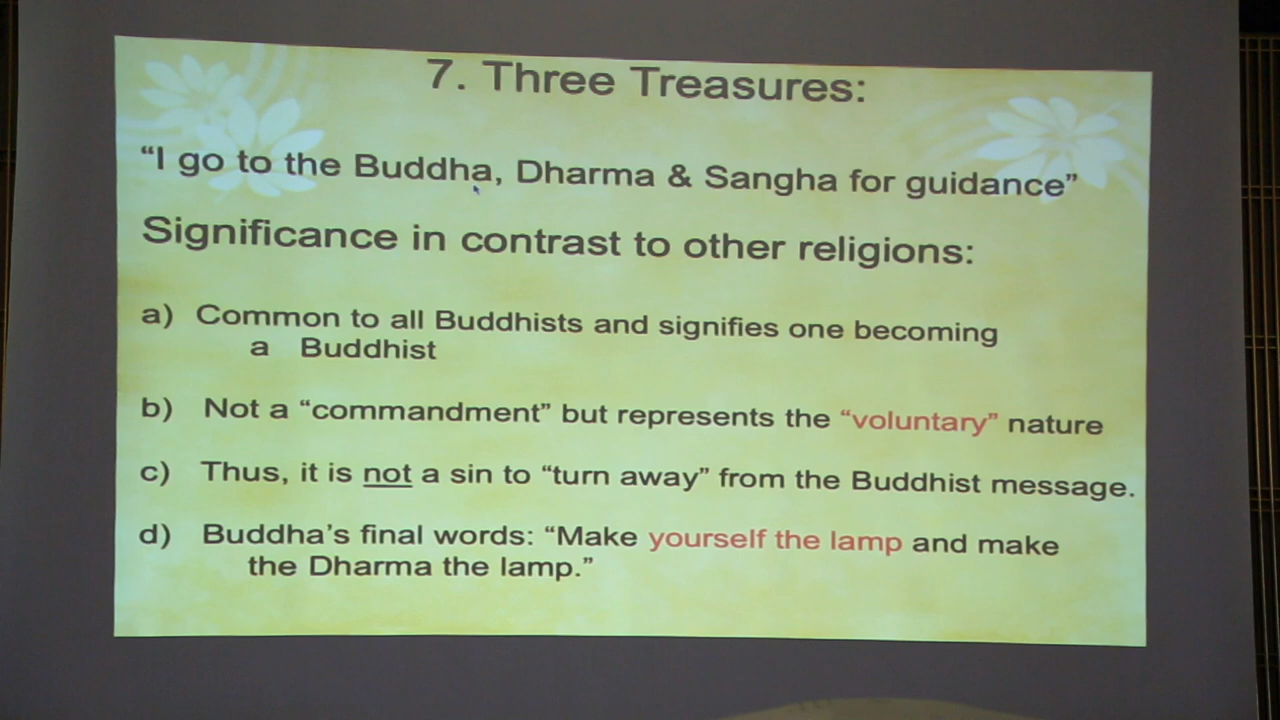 7. Three Treasures:
“I go to the Buddha, Dharma & Sangha for guidance”
Significance in contrast to other religions:
a) Common to all Buddhists and signifies one becoming
a Buddhist
b) Not a “commandment” but represents the “voluntary” nature
c) Thus, it is not a sin to “turn away” from the Buddhist message.
d) Buddha’s final words: “Make yourself the lamp and make
the Dharma the lamp.”